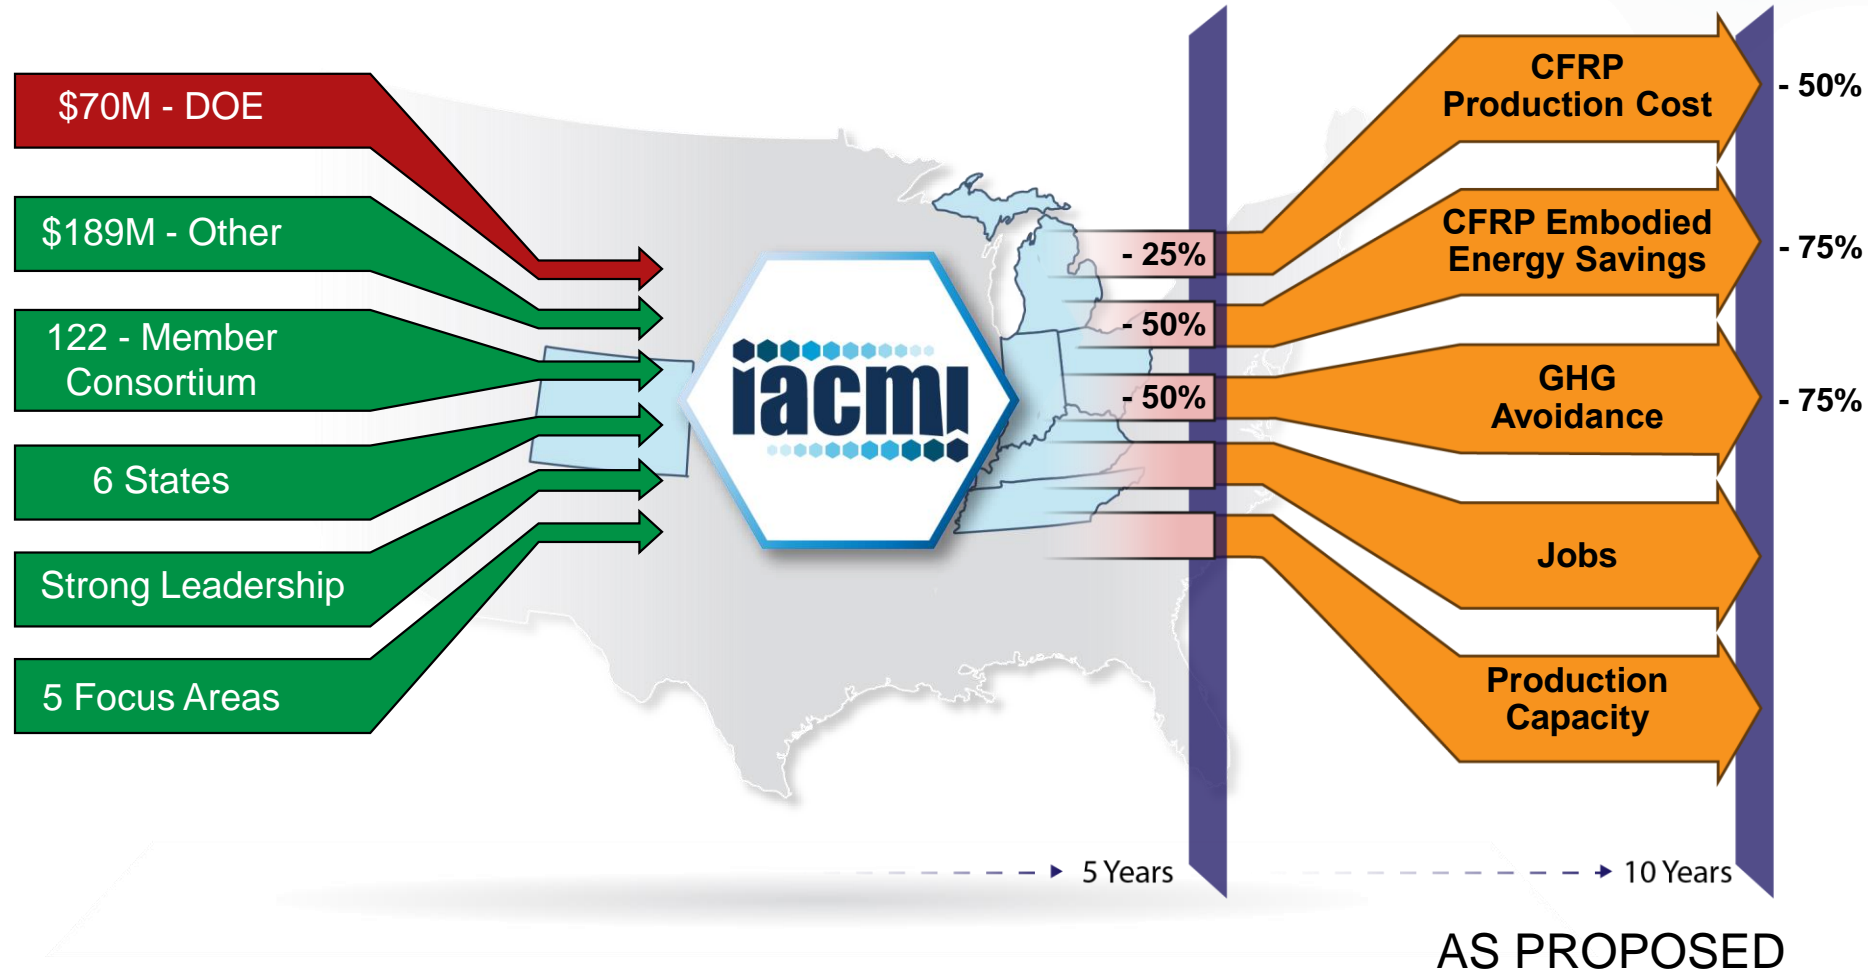 $70M - DOE
$189M - Other
122 - Member
Consortium
6 States
Strong Leadership
5 Focus Areas
iacmi
- 25%
- 50%
- 50%
CFRP
Production Cost
- 50%
CFRP Embodied
Energy Savings
- 75%
GHG
Avoidance
- 75%
Jobs
Production
Capacity
5 Years
10 Years
AS PROPOSED